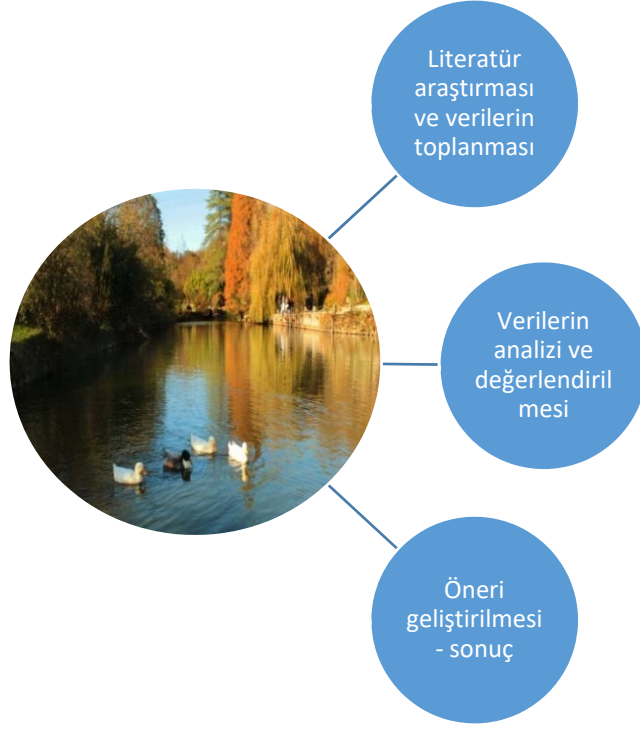 Literatür
araştırması
ve verilerin
toplanması
Verilerin
analizi ve
değerlendiril
mesi
Öneri
geliştirilmesi
- sonuç